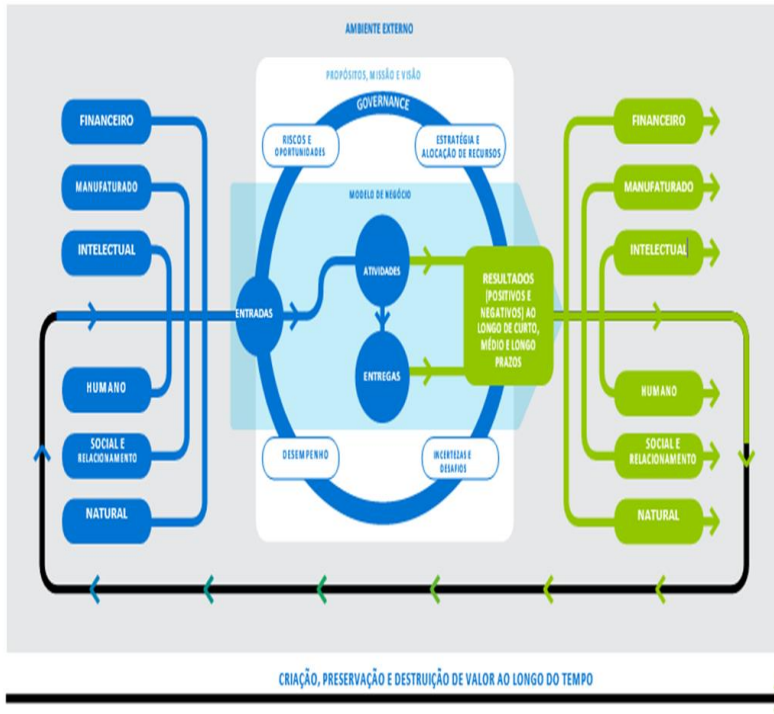 AMBIENTE EXTERNO
PROPÓSITOS, MISSÃO E VISÃO
GOVERNANCE
FINANCEIRO
MANUFATURADO
INTELECTUAL
HUMANO
SOCIAL E
RELACIONAMENTO
NATURAL
RISCOS E
OPORTUNIDADES
ESTRATÉGIA E
ALOCAÇÃO DE RECURSOS
MODELO DE NEGÓCIO
ENTRADAS
ATIVIDADES
ENTREGAS
RESULTADOS
[POSITIVOS E
NEGATIVOS] AO
LONGO DE CURTO,
MÉDIO E LONGO
PRAZOS
DESEMPENHO
INCERTEZAS E
DESAFIOS
FINANCEIRO
MANUFATURADO
INTELECTUAL
HUMANO
SOCIAL E
RELACIONAMENTO
NATURAL
CRIAÇÃO, PRESERVAÇÃO E DESTRUIÇÃO DE VALOR AO LONGO DO TEMPO